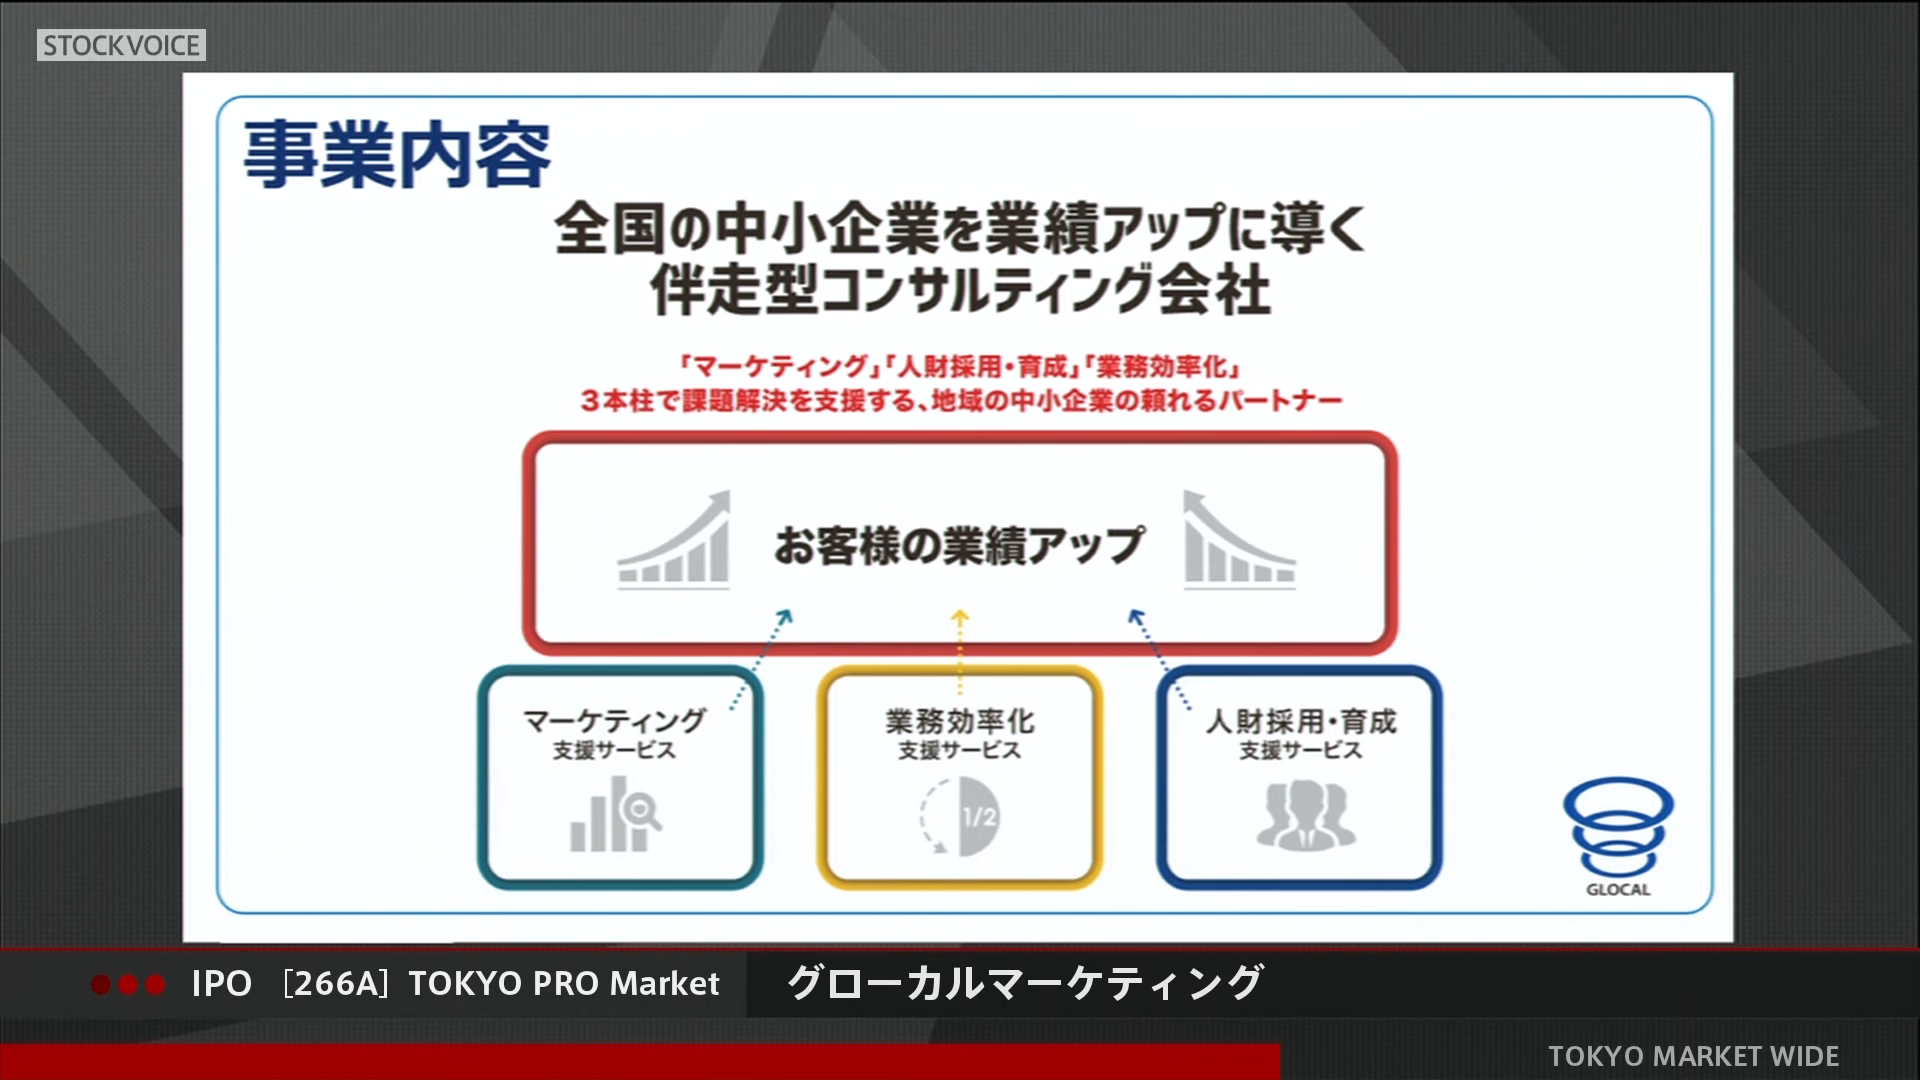 STOCKVOICE
事業内容
全国の中小企業を業績アップに導く
伴走型コンサルティング会社
「マーケティング」「人財採用・育成」「業務効率化」
3本柱で課題解決を支援する、地域の中小企業の頼れるパートナー
お客様の業績アップ
マーケティング
支援サービス
業務効率化
支援サービス
1/2
人財採用・育成
支援サービス
GLOCAL
IPO [266A] TOKYO PRO Market
グローカルマーケティング
TOKYO MARKET WIDE